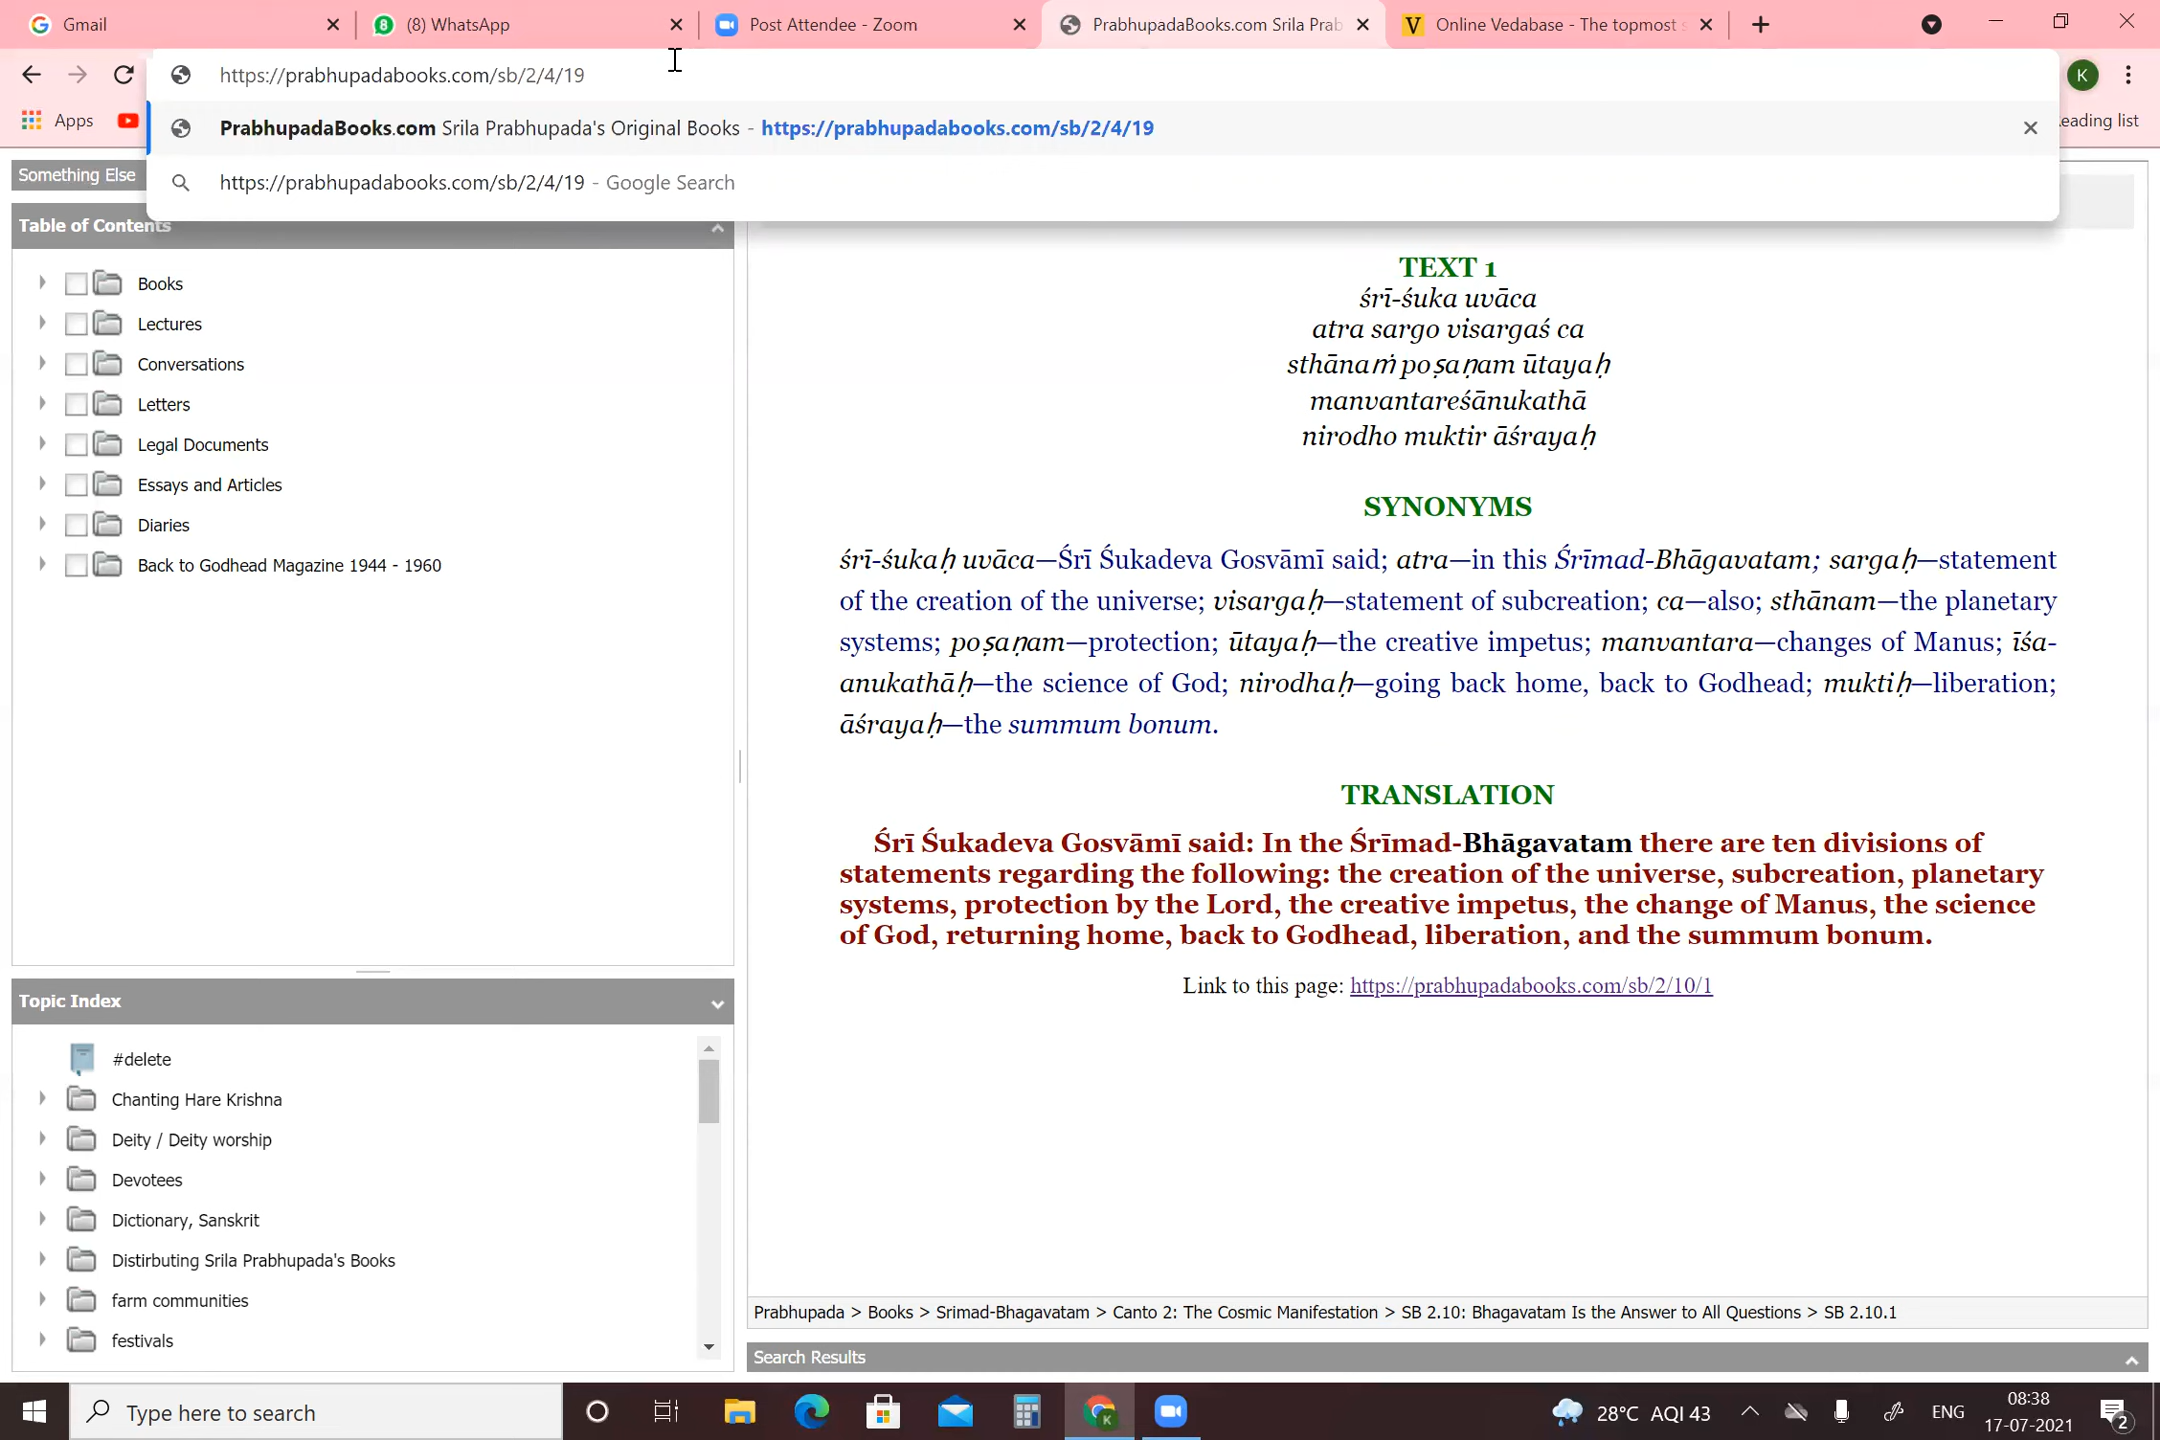 Gmail
(8) WhatsApp
Post Attendee - Zoom
PrabhupadaBooks.com Srila Prab
Online Vedabase - The topmost s
https://prabhupadabooks.com/sb/2/4/19
K
Apps
eading list
PrabhupadaBooks.com Srila Prabhupada's Original Books - https://prabhupadabooks.com/sb/2/4/19
https://prabhupadabooks.com/sb/2/4/19 - Google Search
Something Else
Table of Contents
Books
Lectures
Conversations
Letters
Legal Documents
Essays and Articles
Diaries
Back to Godhead Magazine 1944 - 1960
Topic Index
#delete
Chanting Hare Krishna
Deity / Deity worship
Devotees
Dictionary, Sanskrit
Distirbuting Srila Prabhupada's Books
farm communities
festivals
TEXT 1
śrī-śuka uvāca
atra sargo visargaś ca
sthānaṁ poṣaṇam ūtayaḥ
manvantareśānukathā
nirodho muktir āśrayaḥ
SYNONYMS
śrī-śukaḥ uvāca—Śrī Śukadeva Gosvāmī said; atra—in this Śrīmad-Bhāgavatam; sargaḥ—statement
of the creation of the universe; visargaḥ—statement of subcreation; ca—also; sthānam—the planetary
systems; poṣaṇam—protection; ūtayaḥ—the creative impetus; manvantara—changes of Manus; īśa-
anukathāḥ—the science of God; nirodhaḥ—going back home, back to Godhead; muktiḥ—liberation;
āśrayaḥ—the summum bonum.
TRANSLATION
Śrī Śukadeva Gosvāmī said: In the Śrīmad-Bhāgavatam there are ten divisions of
statements regarding the following: the creation of the universe, subcreation, planetary
systems, protection by the Lord, the creative impetus, the change of Manus, the science
of God, returning home, back to Godhead, liberation, and the summum bonum.
Link to this page: https://prabhupadabooks.com/sb/2/10/1
Prabhupada > Books > Srimad-Bhagavatam > Canto 2: The Cosmic Manifestation > SB 2.10: Bhagavatam Is the Answer to All Questions > SB 2.10.1
Search Results
Type here to search
K
28°C AQI 43
ENG
08:38
17-07-2021
2